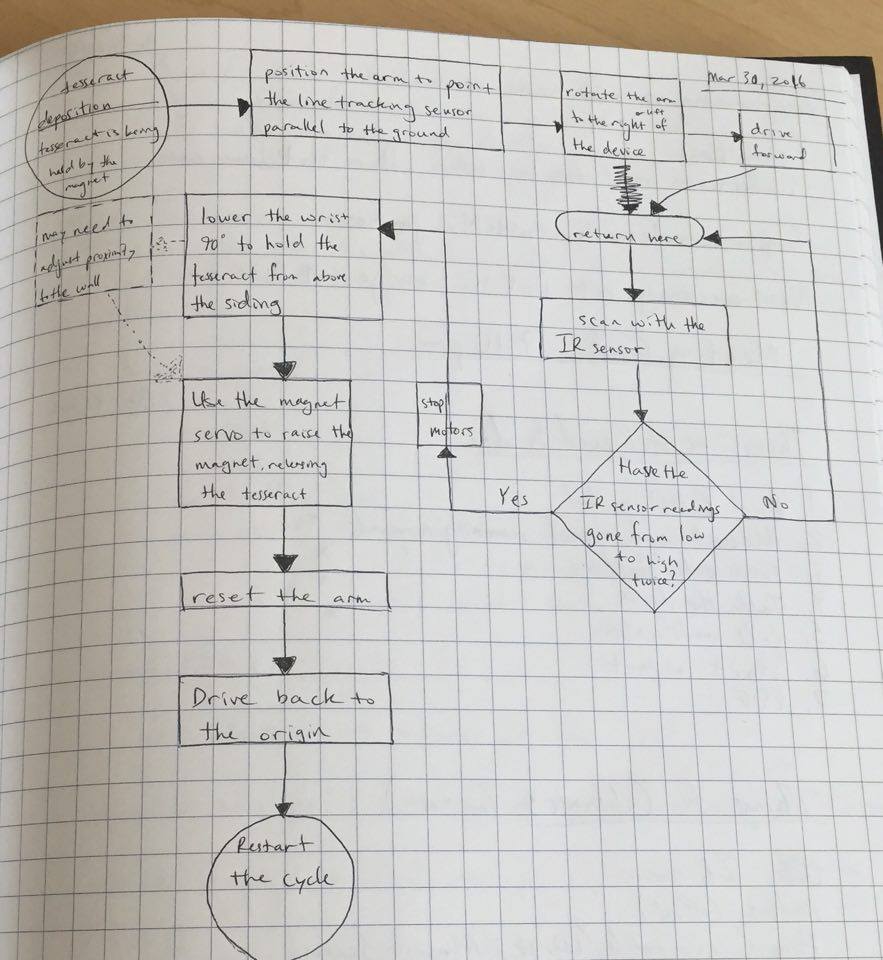 Mar 30, 2016
tesseract
deposition
tesseract is being
held by the
magnet
position the arm to point
the line tracking sensor
parallel to the ground
rotate the arm
to the right or left of
the device
drive
forward
return here
scan with the
IR sensor
Have the
IR sensor readings
gone from low
to high
twice?
Yes
No
stop
motors
lower the wrist
90° to hold the
tesseract from above
the siding
may need to
adjust proximity
to the wall
Use the magnet
servo to raise the
magnet, releasing
the tesseract
reset the arm
Drive back to
the origin
Restart
the cycle